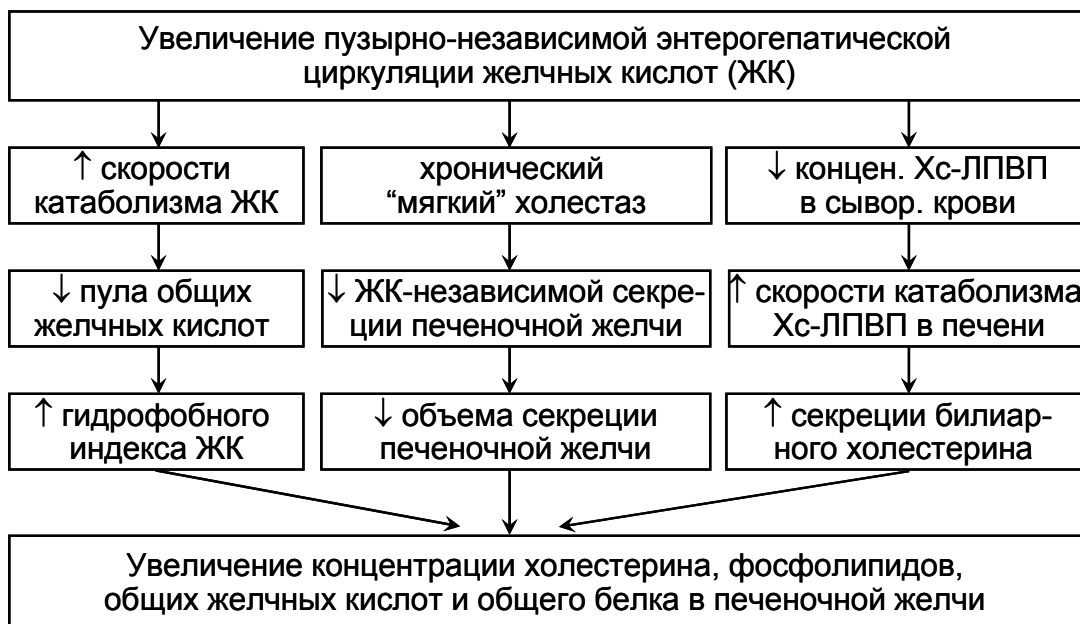 Увеличение пузырно-независимой энтерогепатической
циркуляции желчных кислот (ЖК)
↑ скорости
катаболизма ЖК
хронический
“мягкий” холестаз
↓ концен. Хс-ЛПВП
в сывор. крови
↓ пула общих
желчных кислот
↓ ЖК-независимой секре-
ции печеночной желчи
↑ скорости катаболизма
Хс-ЛПВП в печени
↑ гидрофобного
индекса ЖК
↓ объема секреции
печеночной желчи
↑ секреции билиар-
ного холестерина
Увеличение концентрации холестерина, фосфолипидов,
общих желчных кислот и общего белка в печеночной желчи